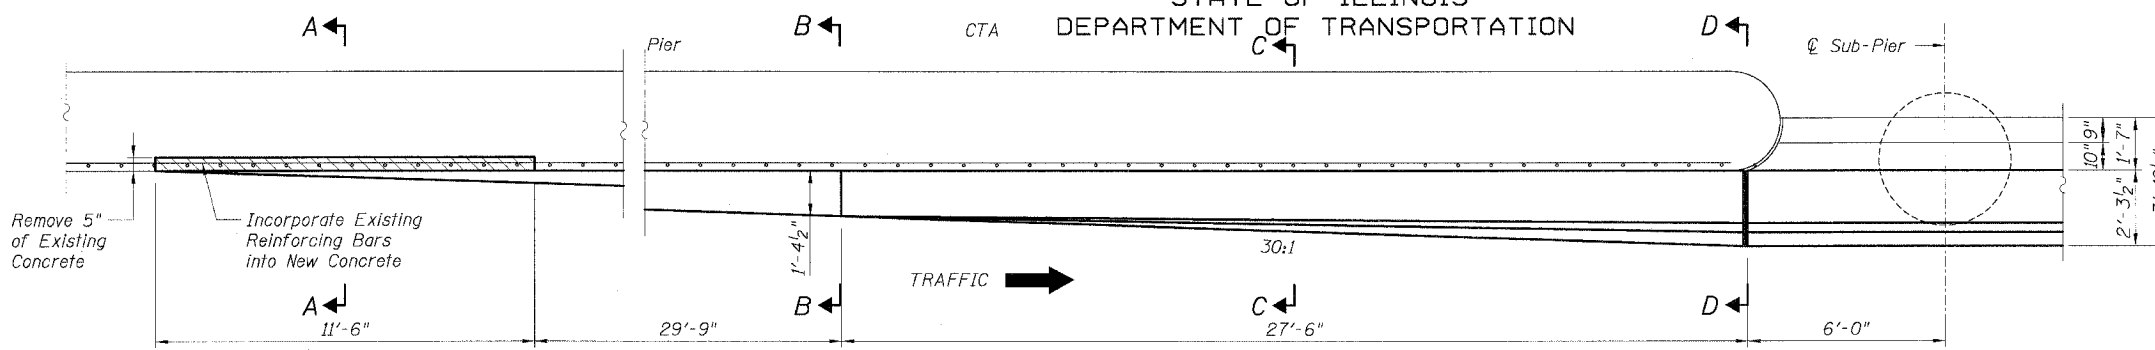 STATE OF ILLINOIS
DEPARTMENT OF TRANSPORTATION
A
B
CTA
C
D
Pier
℄ Sub-Pier
Remove 5"
of Existing
Concrete
Incorporate Existing
Reinforcing Bars
into New Concrete
1'-4½"
30:1
TRAFFIC
9"
10"
1'-7"
2'-3½"
A
B
C
D
11'-6"
29'-9"
27'-6"
6'-0"